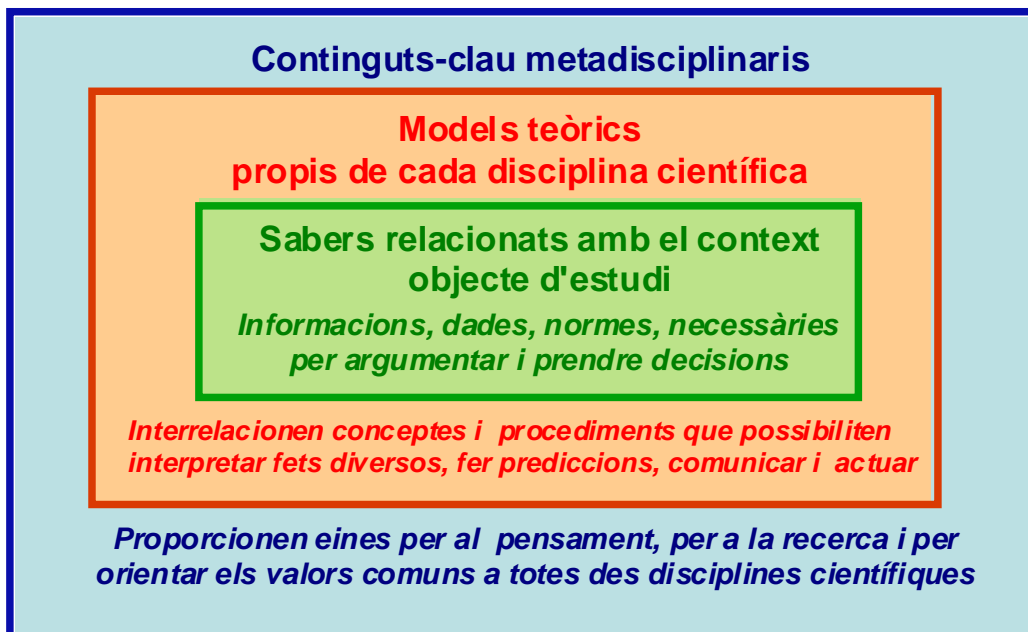 Continguts-clau metadisciplinaris
Models teòrics
propis de cada disciplina científica
Sabers relacionats amb el context
objecte d'estudi
Informacions, dades, normes, necessàries
per argumentar i prendre decisions
Interrelacionen conceptes i procediments que possibiliten
interpretar fets diversos, fer prediccions, comunicar i actuar
Proporcionen eines per al pensament, per a la recerca i per
orientar els valors comuns a totes des disciplines científiques